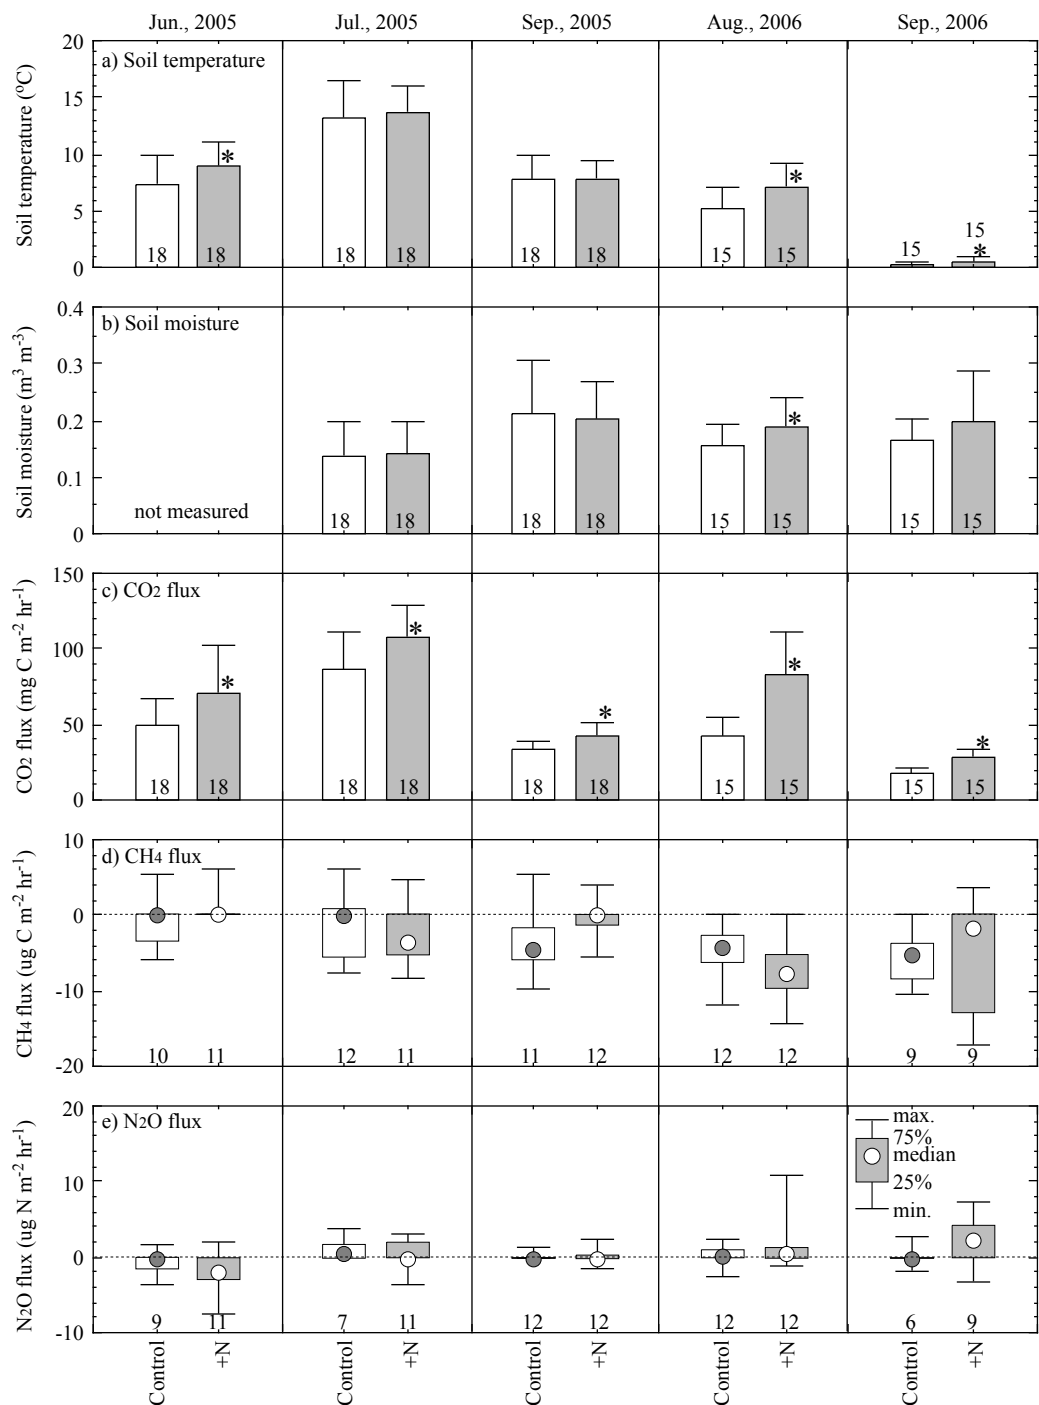 Jun., 2005 Jul., 2005 Sep., 2005 Aug., 2006 Sep., 2006
a) Soil temperature
Soil temperature (°C)
20
15
10
5
0
* * *
18 18 18 18 18 18 15 15 15 15
b) Soil moisture
Soil moisture (m³ m⁻³)
0.4
0.3
0.2
0.1
0
*
not measured
18 18 18 18 15 15 15 15
c) CO2 flux
CO2 flux (mg C m⁻² hr⁻¹)
150
100
50
0
* * * * *
18 18 18 18 18 18 15 15 15 15
d) CH4 flux
CH4 flux (ug C m⁻² hr⁻¹)
10
0
-10
-20
10 11 12 11 11 12 12 12 9 9
e) N2O flux
N2O flux (ug N m⁻² hr⁻¹)
20
10
0
-10
max.
75%
median
25%
min.
9 11 7 11 12 12 12 12 6 9
Control +N Control +N Control +N Control +N Control +N